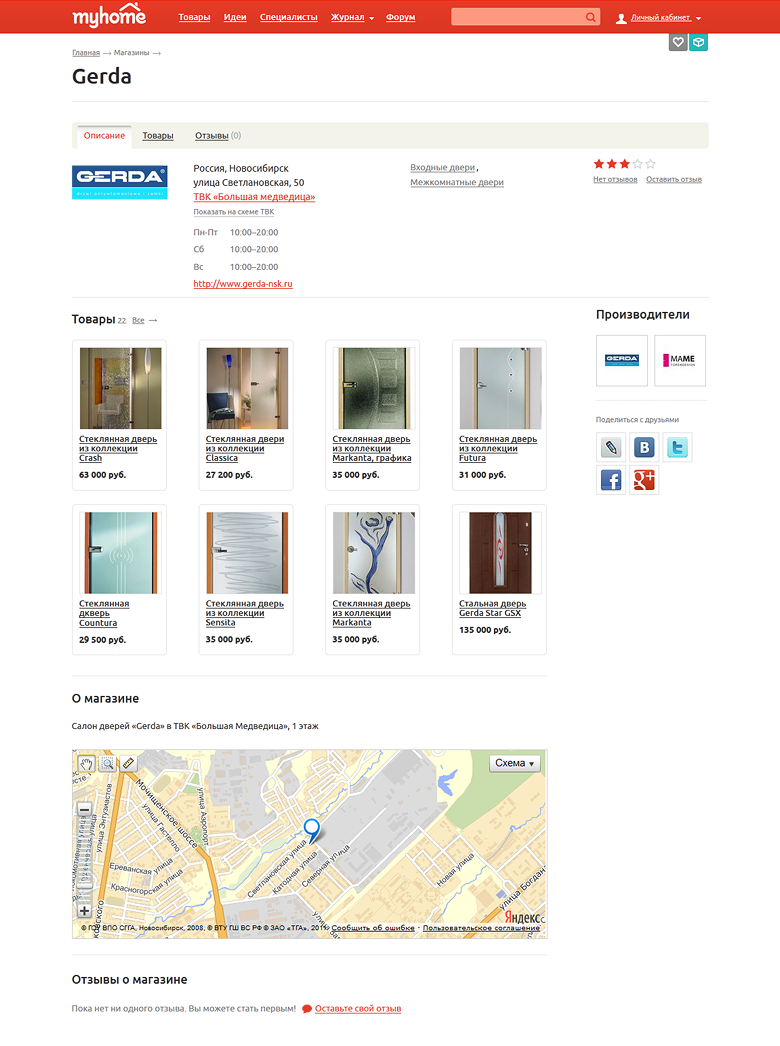 myhome
Товары Идеи Специалисты Журнал Форум
Личный кабинет
Главная → Магазины →
Gerda
Описание Товары Отзывы (0)
GERDA
Россия, Новосибирск
улица Светлановская, 50
ТВК «Большая медведица»
Показать на схеме ТВК
Пн-Пт 10:00–20:00
Сб 10:00–20:00
Вс 10:00–20:00
http://www.gerda-nsk.ru
Входные двери,
Межкомнатные двери
Нет отзывов Оставить отзыв
Товары 22 Все →
Стеклянная дверь
из коллекции
Crash
63 000 руб.
Стеклянная двери
из коллекции
Classica
27 200 руб.
Стеклянная дверь
из коллекции
Markanta, графика
35 000 руб.
Стеклянная дверь
из коллекции
Futura
31 000 руб.
Стеклянная
дкверь
Countura
29 500 руб.
Стеклянная дверь
из коллекции
Sensita
35 000 руб.
Стеклянная дверь
из коллекции
Markanta
35 000 руб.
Стальная дверь
Gerda Star GSX
135 000 руб.
Производители
GERDA
MAME
Поделиться с друзьями
О магазине
Салон дверей «Gerda» в ТВК «Большая Медведица», 1 этаж
Схема
Мочищенское шоссе
улица Аэропорт
улица Гастелло
улица Энтузиастов
Ереванская улица
Красногорская улица
Светлановская улица
Катодная улица
Северная улица
Новая улица
улица Богдан
Яндекс
© ГОУ ВПО СГГА, Новосибирск, 2008, © ВТУ ГШ ВС РФ © ЗАО «ТГА», 2011 Сообщить об ошибке · Пользовательское соглашение
Отзывы о магазине
Пока нет ни одного отзыва. Вы можете стать первым! Оставьте свой отзыв